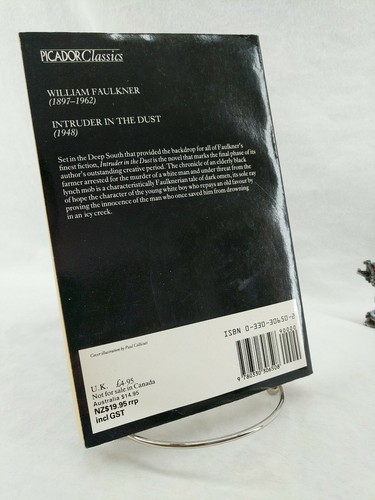 PICADOR Classics
WILLIAM FAULKNER
(1897–1962)
INTRUDER IN THE DUST
(1948)
Set in the Deep South that provided the backdrop for all of Faulkner's
finest fiction, Intruder in the Dust is the novel that marks the final phase of its
author's outstanding creative period. The chronicle of an elderly black
farmer arrested for the murder of a white man and under threat from the
lynch mob is a characteristically Faulknerian tale of dark omen, its sole ray
of hope the character of the young white boy who repays an old favour by
proving the innocence of the man who once saved him from drowning
in an icy creek.
ISBN 0-330-30650-2
90000
9 780330 306508
Cover illustration by Paul
U.K. £4.95
Not for sale in Canada
Australia $14.95
NZ$19.95 rrp
incl GST